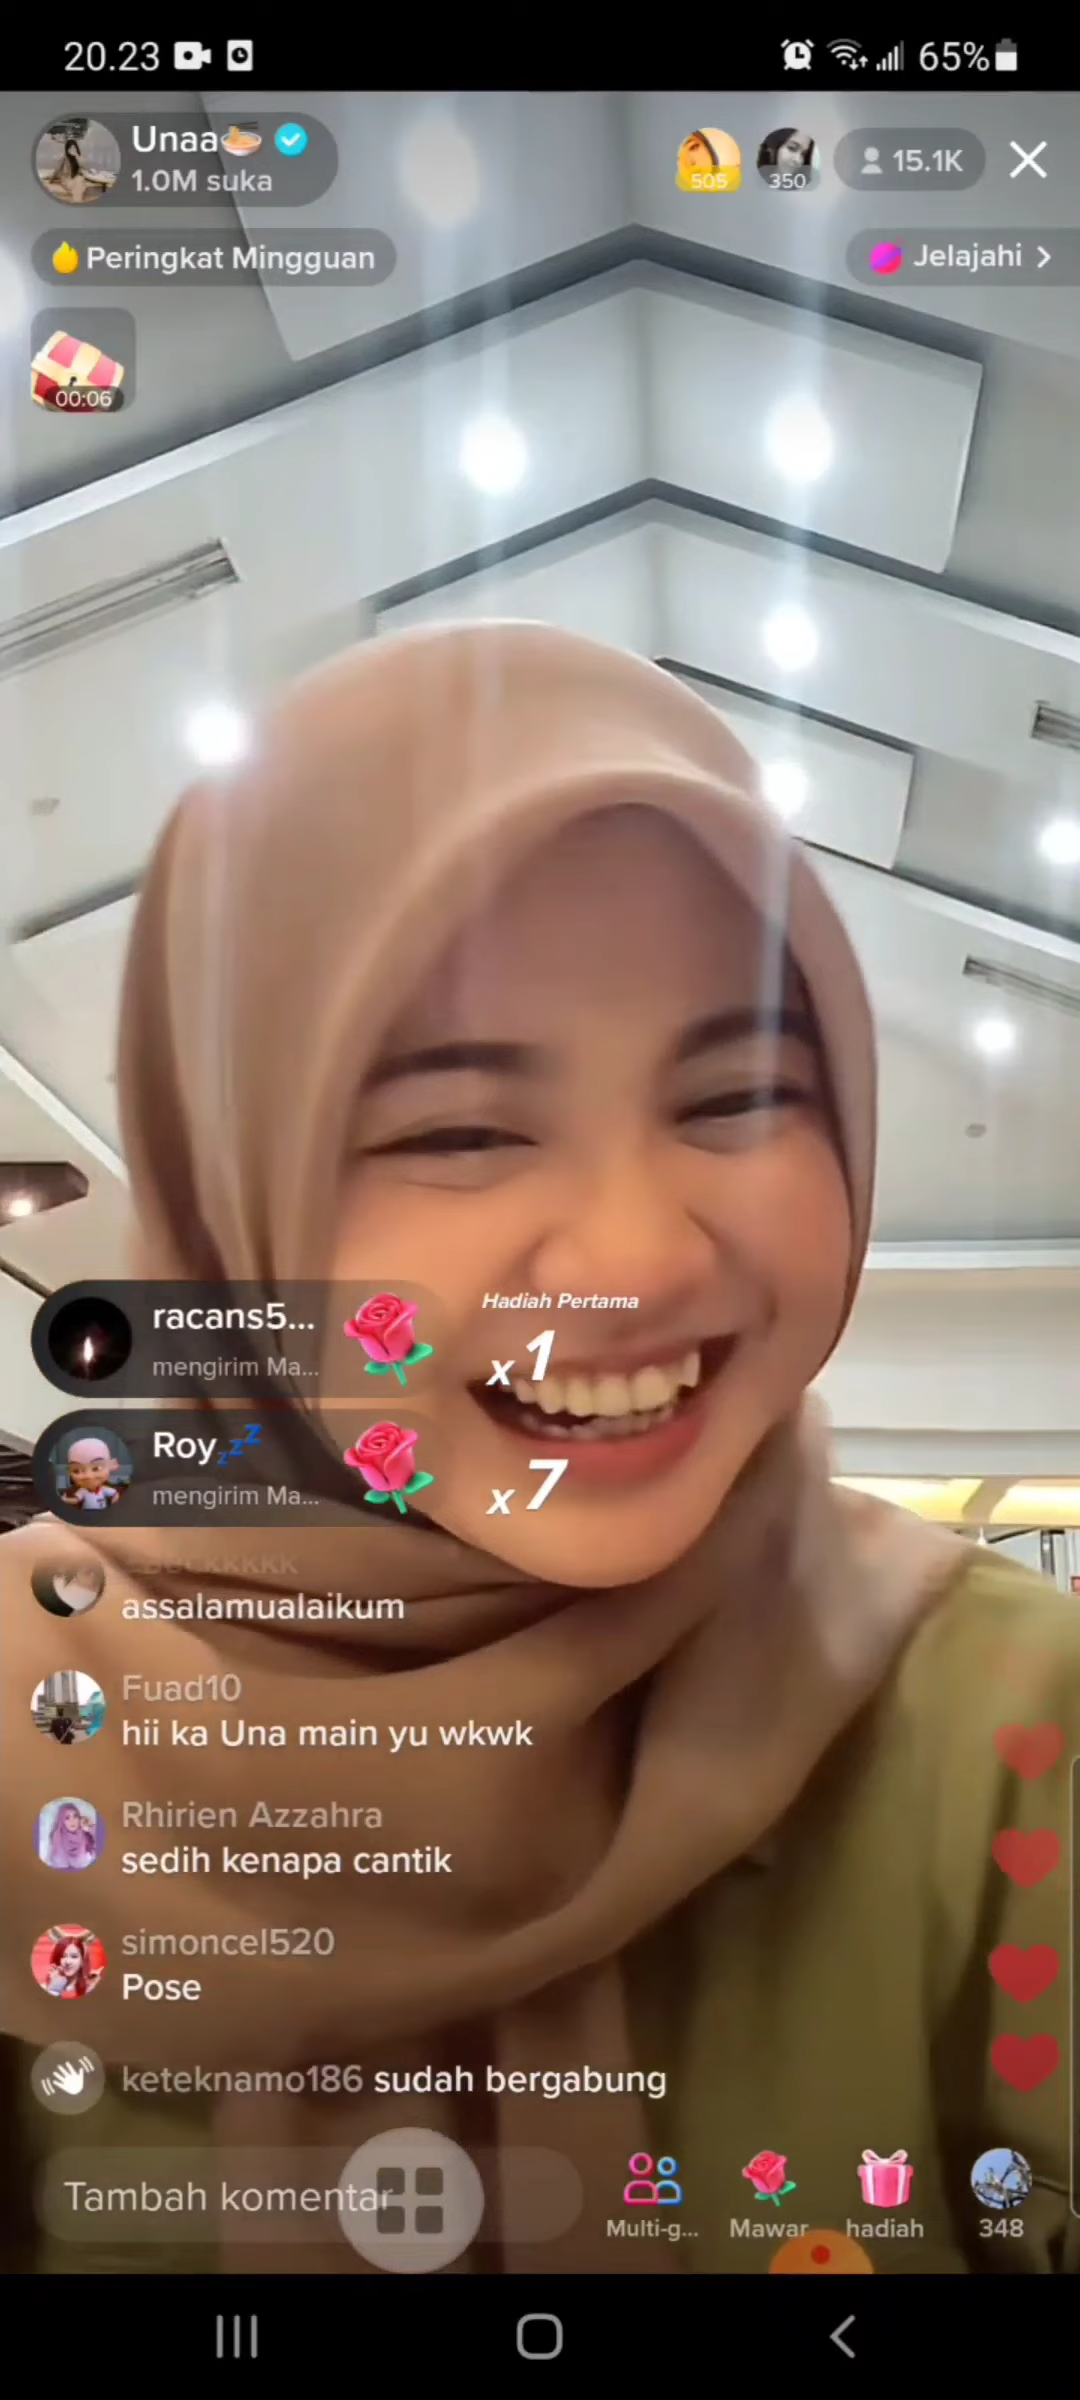 20.23
65%
Unaa
1.0M suka
505
350
15.1K
Peringkat Mingguan
Jelajahi >
00:06
Hadiah Pertama
racans5...
mengirim Ma...
x1
Roy
mengirim Ma...
x7
assalamualaikum
Fuad10
hii ka Una main yu wkwk
Rhirien Azzahra
sedih kenapa cantik
simoncel520
Pose
keteknamo186 sudah bergabung
Tambah komentar
Multi-g...
Mawar
hadiah
348